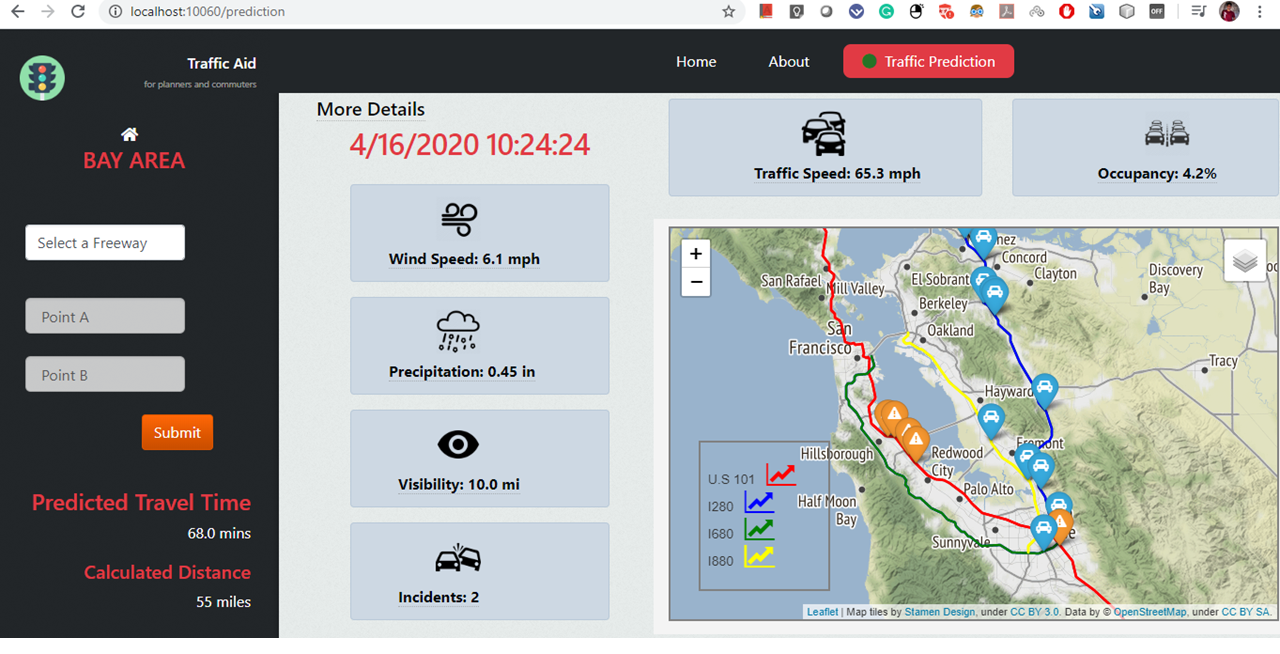 localhost:10060/prediction
OFF
Traffic Aid
for planners and commuters
Home
About
Traffic Prediction
BAY AREA
Select a Freeway
Point A
Point B
Submit
Predicted Travel Time
68.0 mins
Calculated Distance
55 miles
More Details
4/16/2020 10:24:24
Wind Speed: 6.1 mph
Precipitation: 0.45 in
Visibility: 10.0 mi
Incidents: 2
Traffic Speed: 65.3 mph
Occupancy: 4.2%
+
−
nez
Concord
Clayton
San Rafael
Mill Valley
El Sobrant
Berkeley
Oakland
Discovery
Bay
San
Francisco
Tracy
Hayward
Fremont
Hillsborough
Redwood
City
Palo Alto
Half Moon
Bay
Sunnyvale
U.S 101
I280
I680
I880
Leaflet | Map tiles by Stamen Design, under CC BY 3.0. Data by © OpenStreetMap, under CC BY SA.